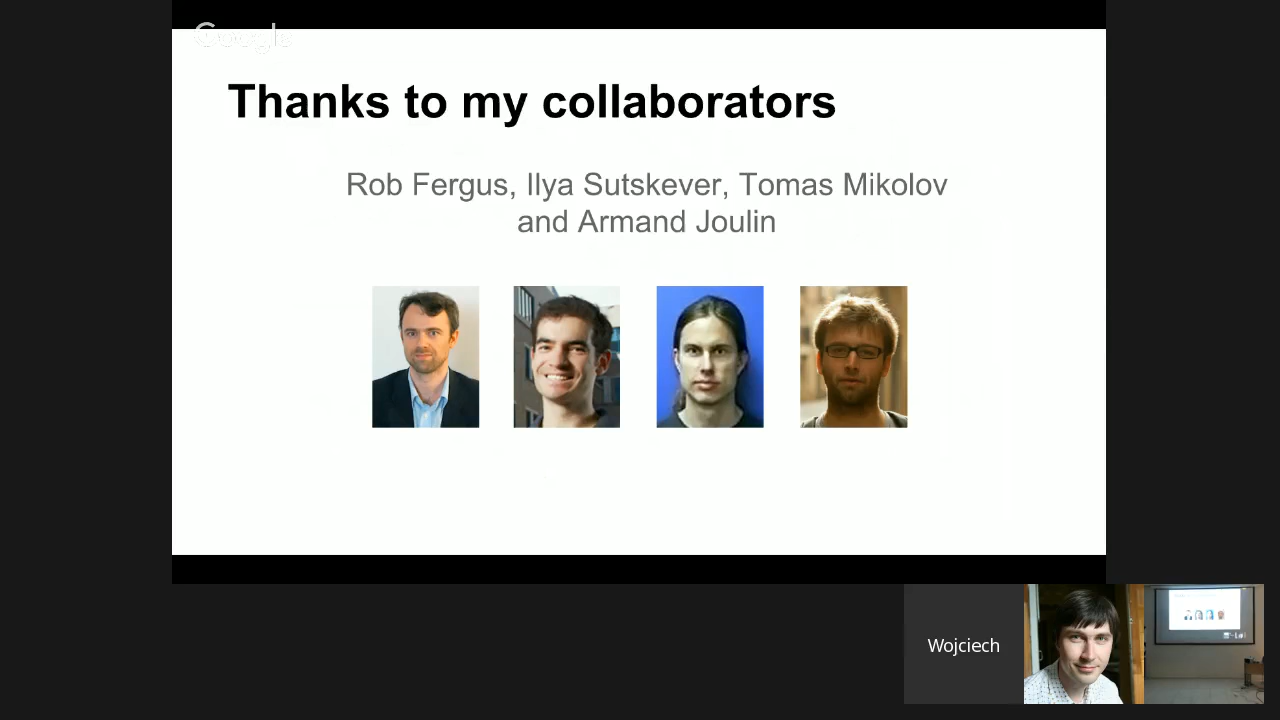 Google
Thanks to my collaborators
Rob Fergus, Ilya Sutskever, Tomas Mikolov
and Armand Joulin
Wojciech